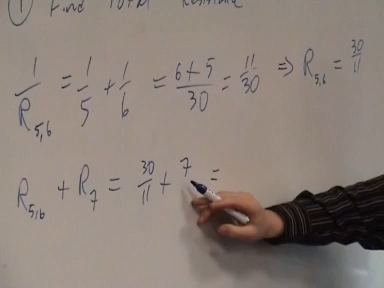 ① Find Total Resistance
1/R5,6 = 1/5 + 1/6 = 6+5/30 = 11/30 ⇒ R5,6 = 30/11
R5,6 + R7 = 30/11 + 7 =